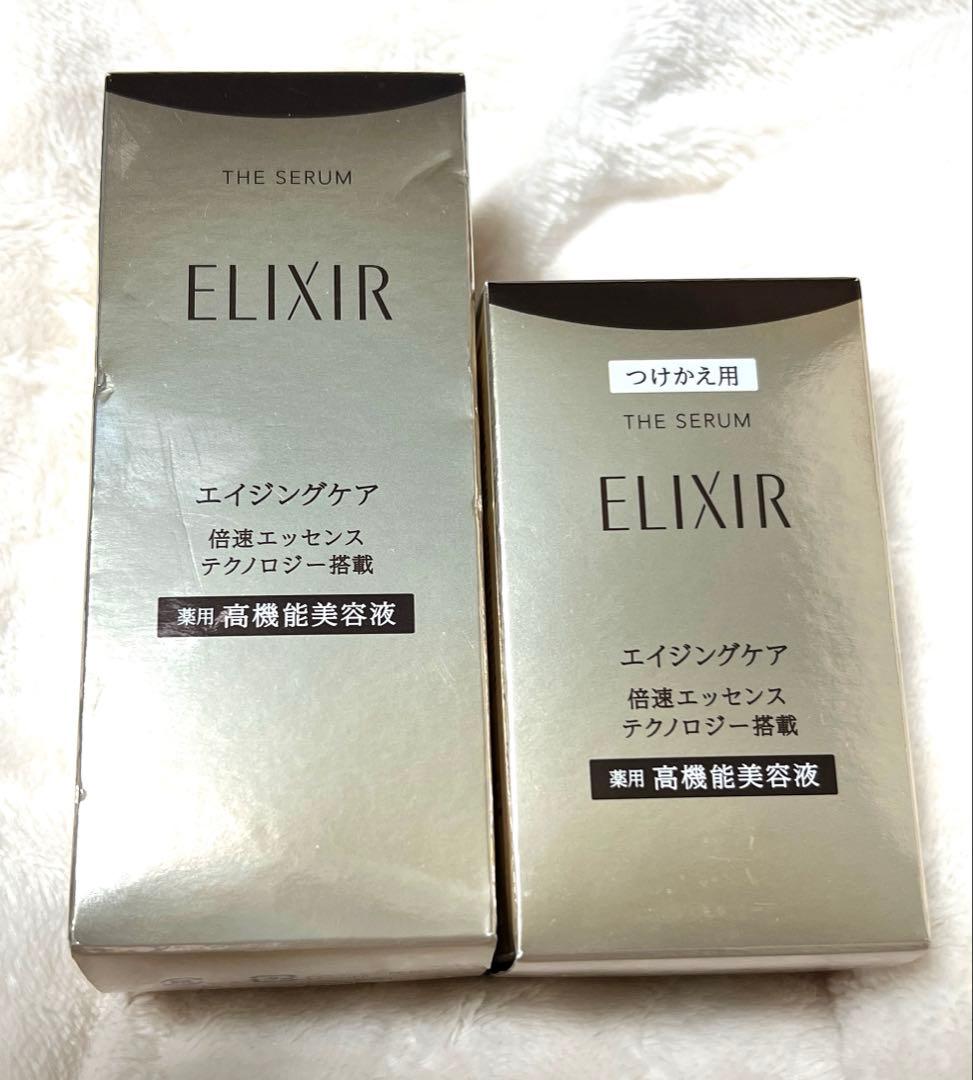 THE SERUM
ELIXIR
エイジングケア
倍速エッセンス
テクノロジー搭載
薬用 高機能美容液
つけかえ用
THE SERUM
ELIXIR
エイジングケア
倍速エッセンス
テクノロジー搭載
薬用 高機能美容液